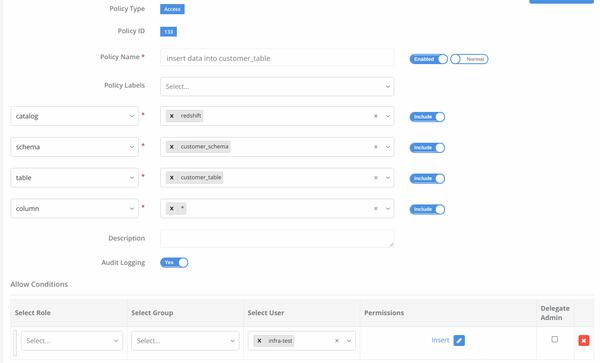 Policy Type Access
Policy ID 133
Policy Name * insert data into customer_table Enabled Normal
Policy Labels Select...
catalog * × redshift × Include
schema * × customer_schema × Include
table * × customer_table × Include
column * × * × Include
Description
Audit Logging Yes
Allow Conditions
Select Role Select Group Select User Permissions Delegate Admin
Select... Select... × infra-test × Insert ×